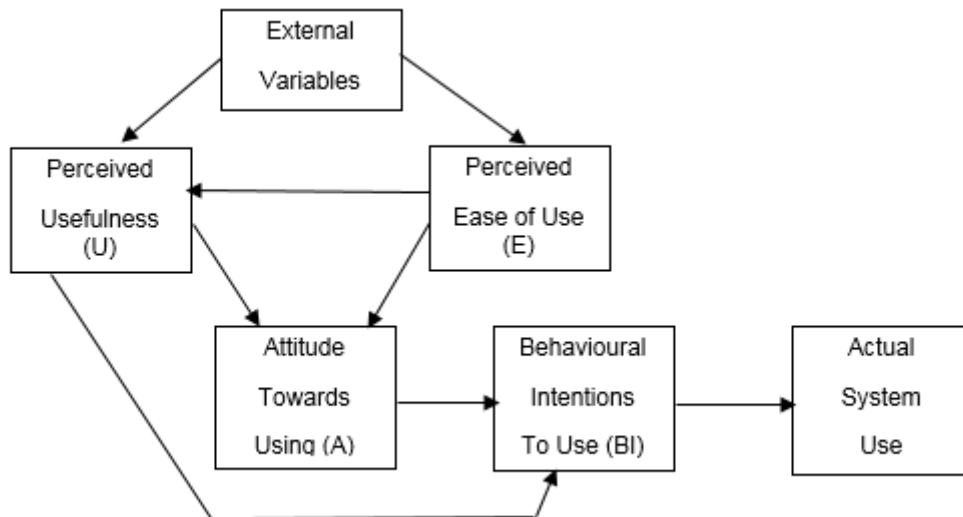 External
Variables
Perceived
Usefulness
(U)
Perceived
Ease of Use
(E)
Attitude
Towards
Using (A)
Behavioural
Intentions
To Use (BI)
Actual
System
Use